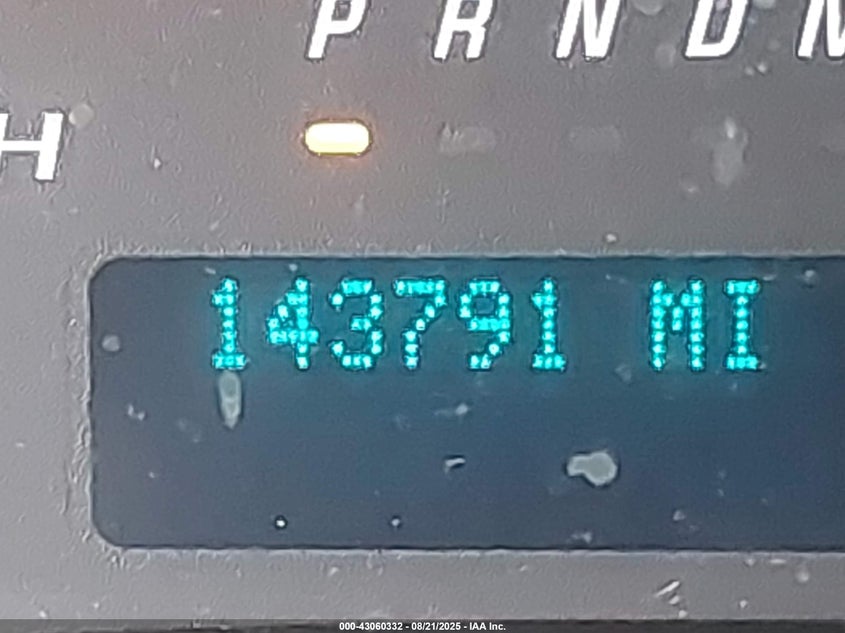 P R N D
H
143791 MI
000-43060332 - 08/21/2025 - IAA Inc.